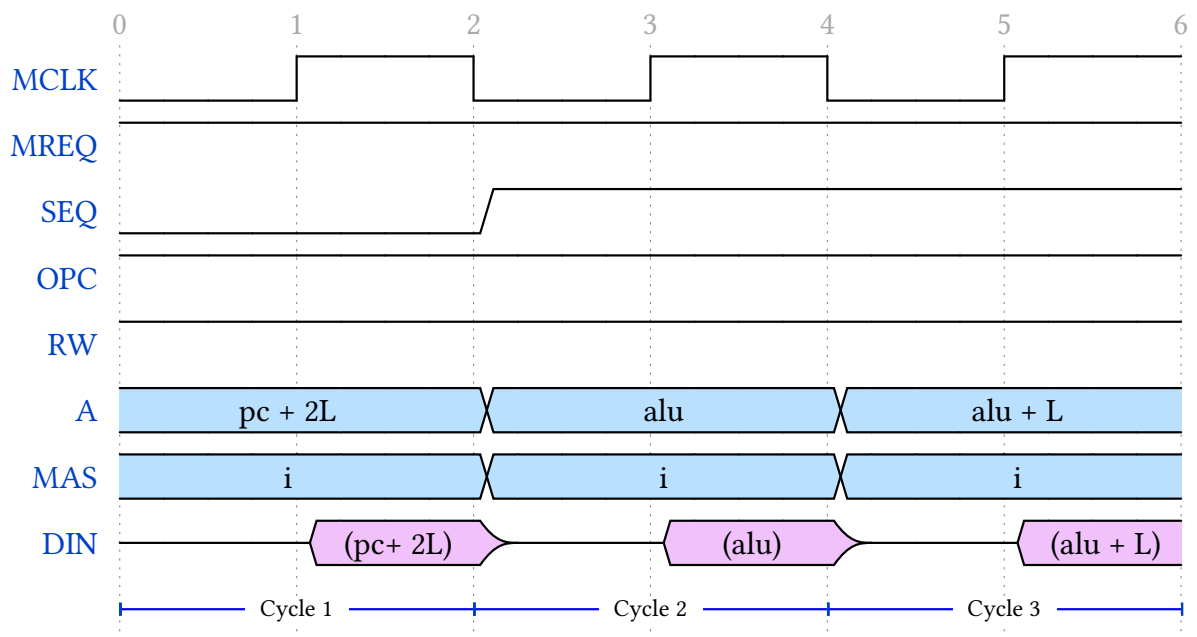 0 1 2 3 4 5 6
MCLK
MREQ
SEQ
OPC
RW
A pc + 2L alu alu + L
MAS i i i
DIN (pc+ 2L) (alu) (alu + L)
Cycle 1 Cycle 2 Cycle 3